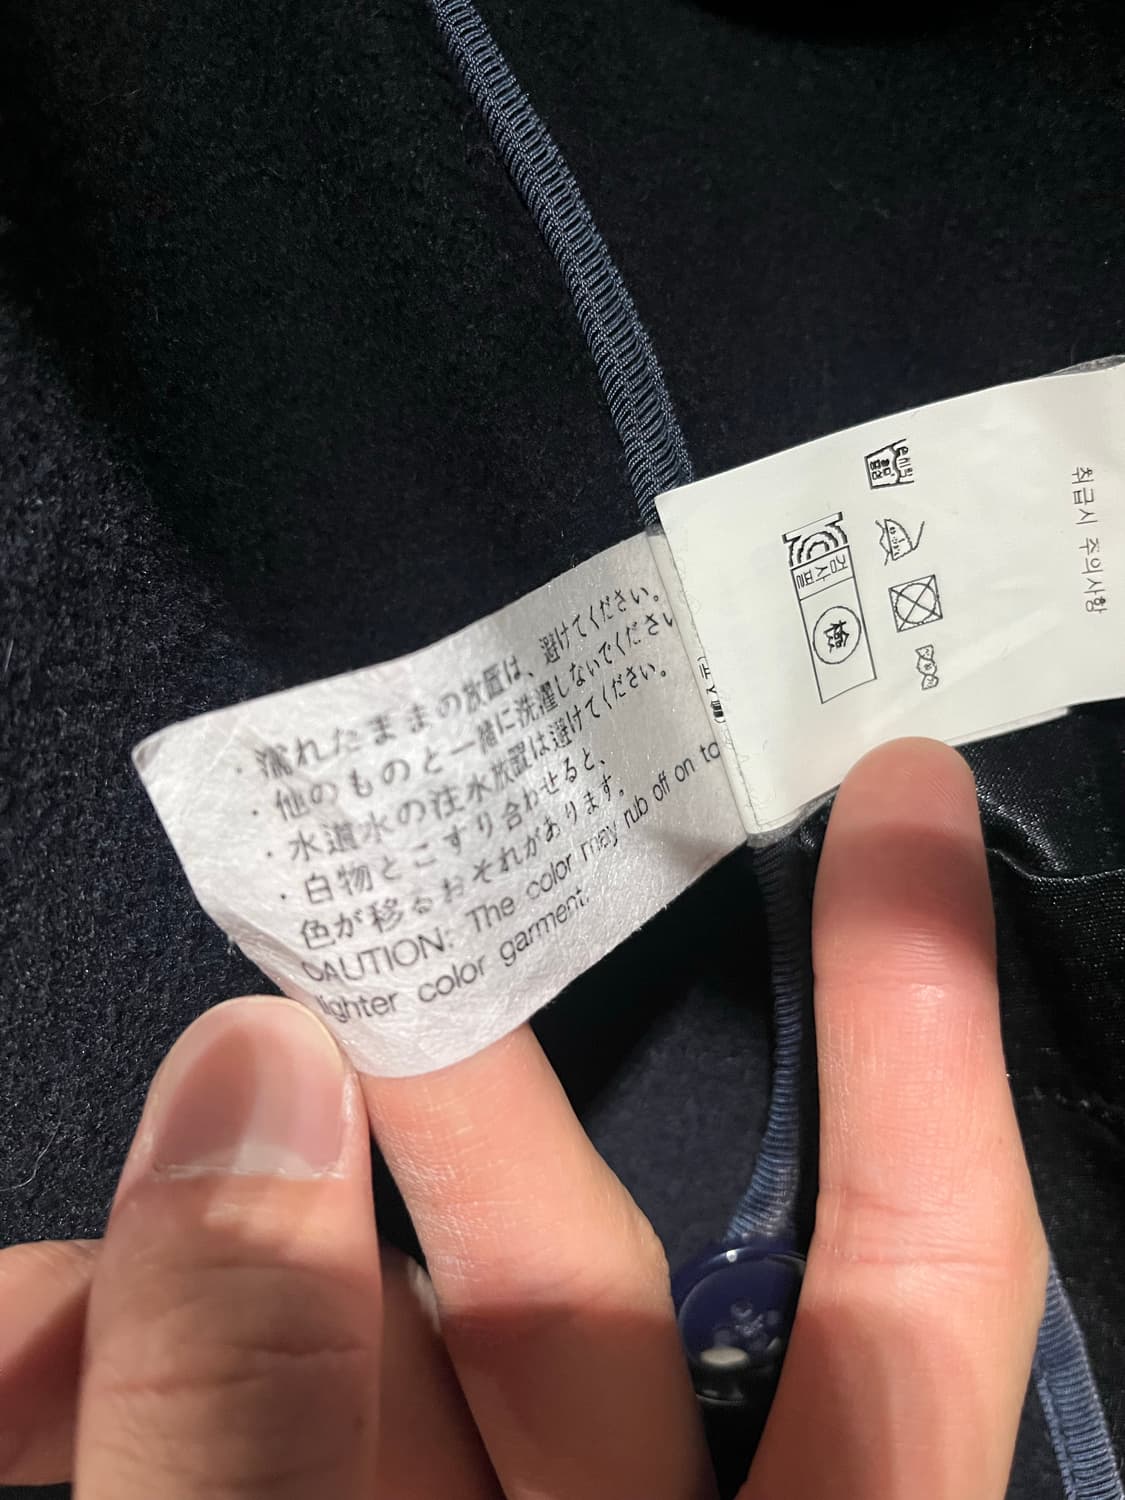 ・濡れたままの放置は、避けてください。
・他のものと一緒に洗濯しないでください
・水道水の注水放置は避けてください。
・白物とこすり合わせると、
色が移るおそれがあります。
CAUTION: The color may rub off on to
lighter color garment.
취급시 주의사항
검사필
検